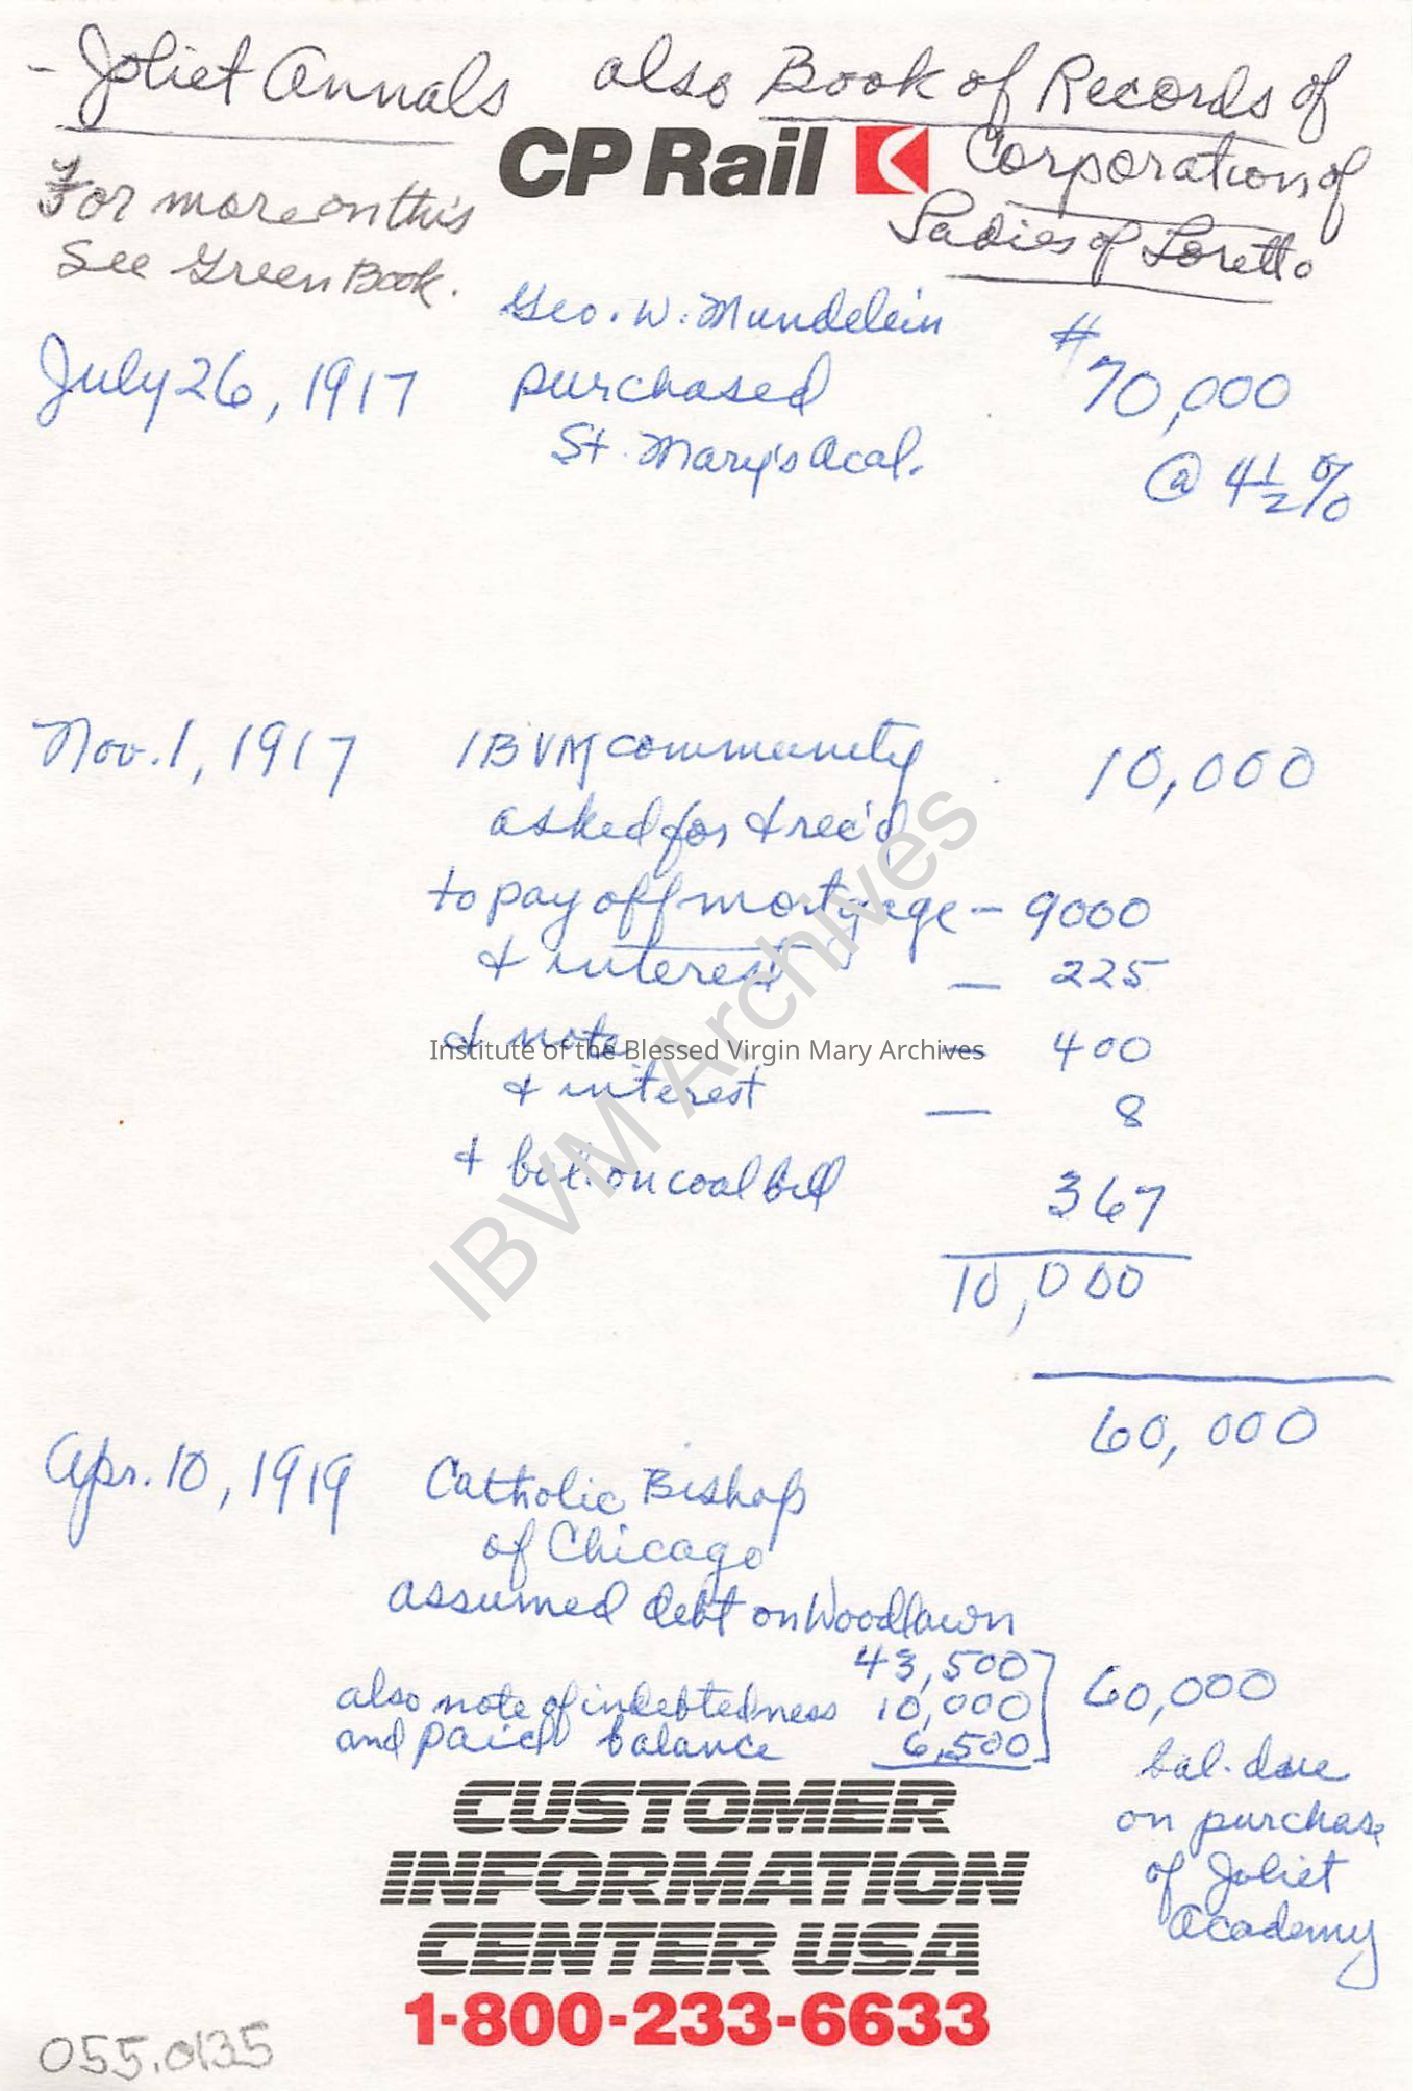 - Joliet Annals also Book of Records of
CP Rail Corporation of
Ladies of Loretto
For more on this
See Green Book.
Geo. W. Mundelein
July 26, 1917 purchased $70,000
St. Mary's Acad. @ 4 1/2 %
Nov. 1, 1917 IBVM community 10,000
asked for & rec'd
to pay off mortgage - 9000
& interest - 225
& note - 400
& interest - 8
& bal. on coal bill 367
10,000
60,000
Apr. 10, 1919 Catholic Bishop
of Chicago
assumed debt on Woodlawn
43,500
also note of indebtedness 10,000 60,000
and paid balance 6,500
bal. due
on purchase
of Joliet
Academy
CUSTOMER
INFORMATION
CENTER USA
1-800-233-6633
055.0135
IBVM Archives
Institute of the Blessed Virgin Mary Archives